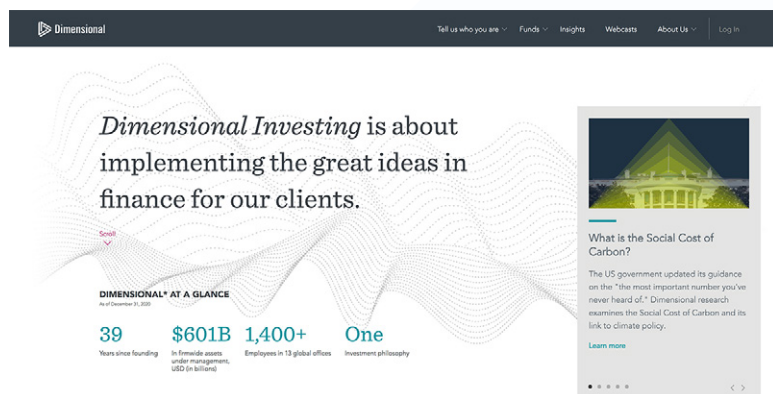 Dimensional
Tell us who you are Funds Insights Webcasts About Us Log In
Dimensional Investing is about
implementing the great ideas in
finance for our clients.
Scroll
DIMENSIONAL* AT A GLANCE
As of December 31, 2020
39
Years since founding
$601B
In firmwide assets
under management,
USD (in billions)
1,400+
Employees in 13 global offices
One
Investment philosophy
What is the Social Cost of
Carbon?
The US government updated its guidance
on the "the most important number you've
never heard of." Dimensional research
examines the Social Cost of Carbon and its
link to climate policy.
Learn more